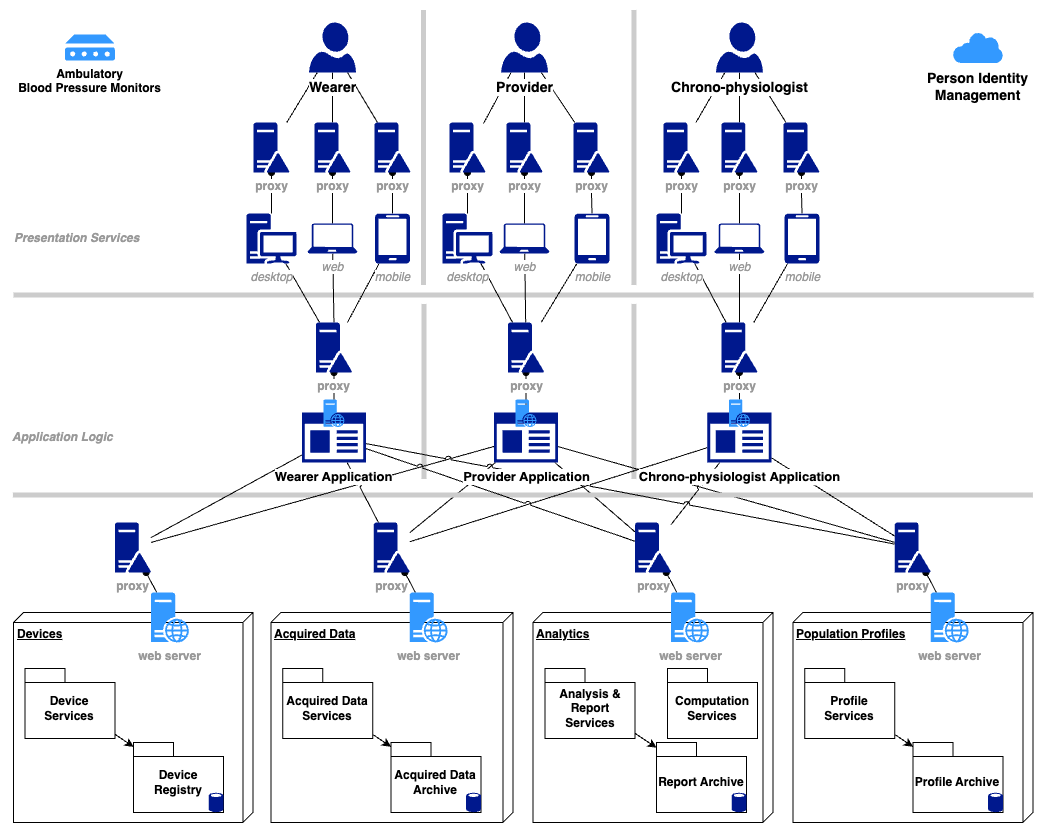 Ambulatory
Blood Pressure Monitors
Wearer
Provider
Chrono-physiologist
Person Identity
Management
proxy
proxy
proxy
proxy
proxy
proxy
proxy
proxy
proxy
Presentation Services
desktop
web
mobile
desktop
web
mobile
desktop
web
mobile
proxy
proxy
proxy
Application Logic
Wearer Application
Provider Application
Chrono-physiologist Application
proxy
proxy
proxy
proxy
Devices
web server
Device
Services
Device
Registry
Acquired Data
web server
Acquired Data
Services
Acquired Data
Archive
Analytics
web server
Analysis &
Report
Services
Computation
Services
Report Archive
Population Profiles
web server
Profile
Services
Profile Archive